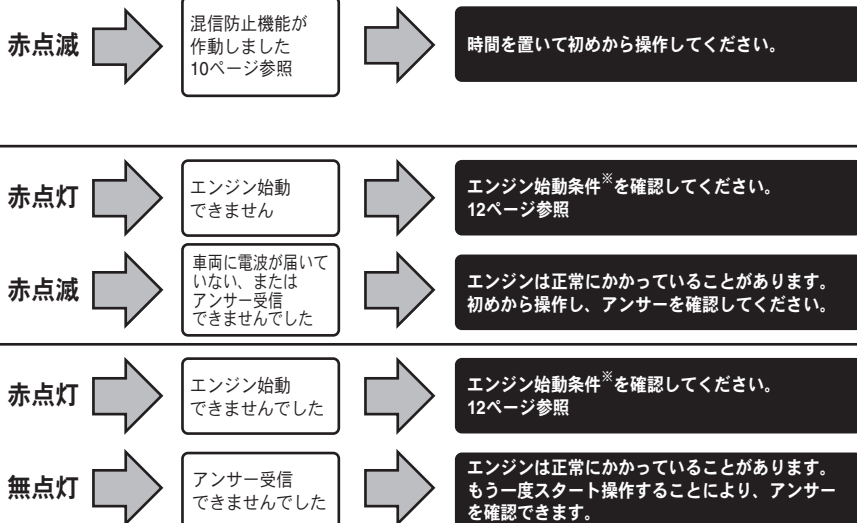 赤点滅
混信防止機能が
作動しました
10ページ参照
時間を置いて初めから操作してください。
赤点灯
エンジン始動
できません
エンジン始動条件※を確認してください。
12ページ参照
赤点滅
車両に電波が届いて
いない、または
アンサー受信
できませんでした
エンジンは正常にかかっていることがあります。
初めから操作し、アンサーを確認してください。
赤点灯
エンジン始動
できませんでした
エンジン始動条件※を確認してください。
12ページ参照
無点灯
アンサー受信
できませんでした
エンジンは正常にかかっていることがあります。
もう一度スタート操作することにより、アンサー
を確認できます。